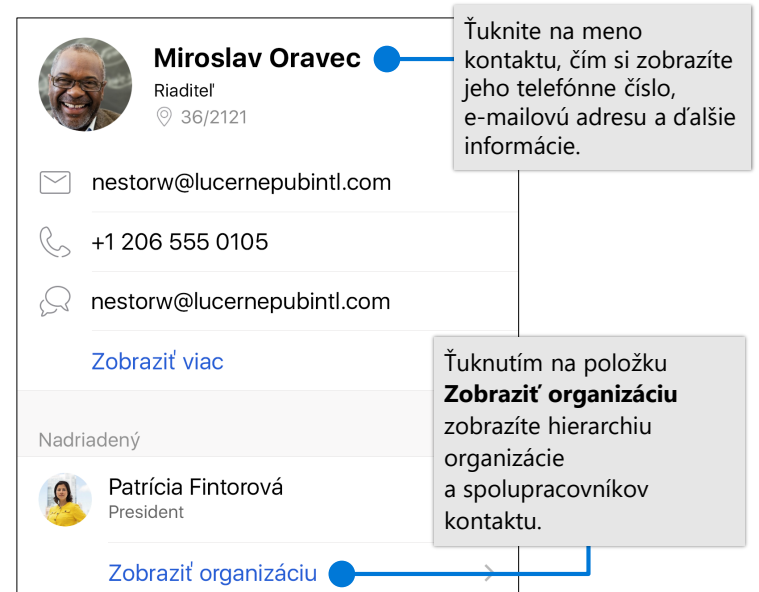 Miroslav Oravec
Riaditeľ
36/2121
nestorw@lucernepubintl.com
+1 206 555 0105
nestorw@lucernepubintl.com
Zobraziť viac
Nadriadený
Patrícia Fintorová
President
Zobraziť organizáciu
Ťuknite na meno
kontaktu, čím si zobrazíte
jeho telefónne číslo,
e-mailovú adresu a ďalšie
informácie.
Ťuknutím na položku
Zobraziť organizáciu
zobrazíte hierarchiu
organizácie
a spolupracovníkov
kontaktu.